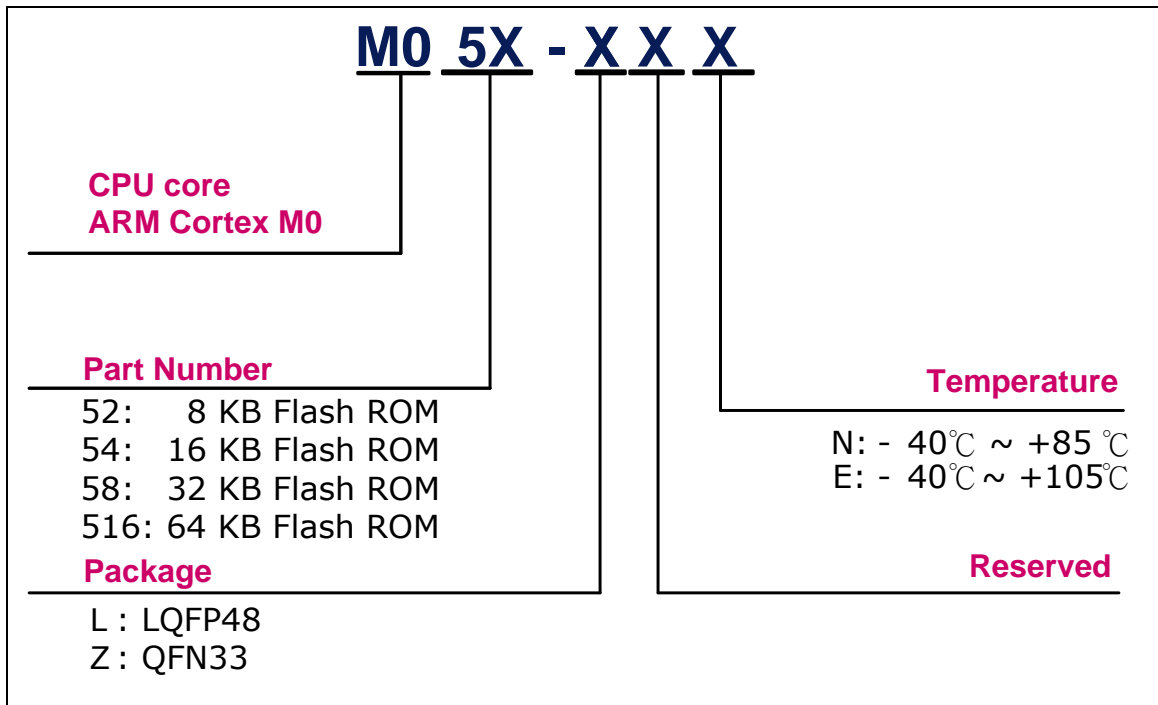 M0 5X - X X X
CPU core
ARM Cortex M0
Part Number
52: 8 KB Flash ROM
54: 16 KB Flash ROM
58: 32 KB Flash ROM
516: 64 KB Flash ROM
Package
L : LQFP48
Z : QFN33
Temperature
N: - 40℃ ~ +85 ℃
E: - 40℃ ~ +105℃
Reserved